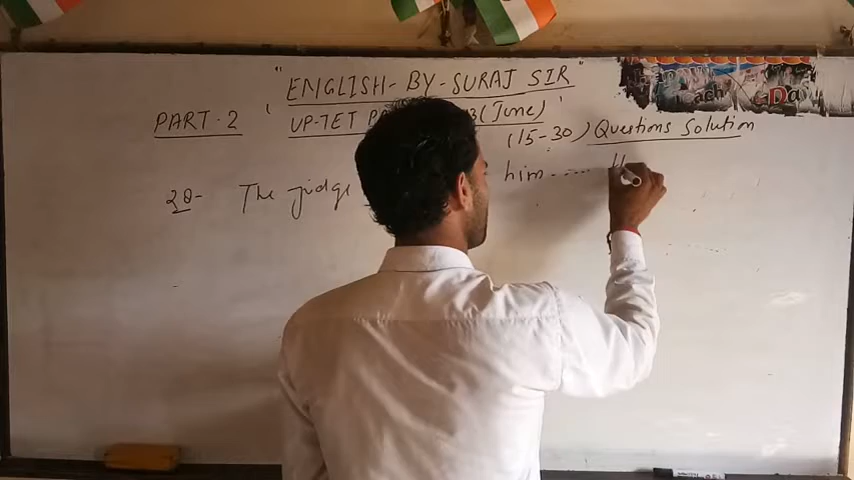 "ENGLISH-BY-SURAJ SIR"
PART-2 ' UP-TET (June) '
(15-30) Questions Solution
28- The judge him.....